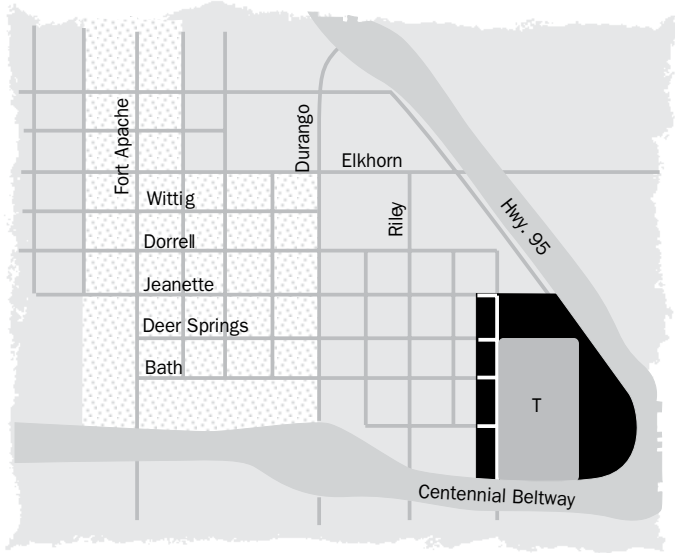 Fort Apache
Durango
Elkhorn
Wittig
Riley
Hwy. 95
Dorrell
Jeanette
Deer Springs
Bath
T
Centennial Beltway